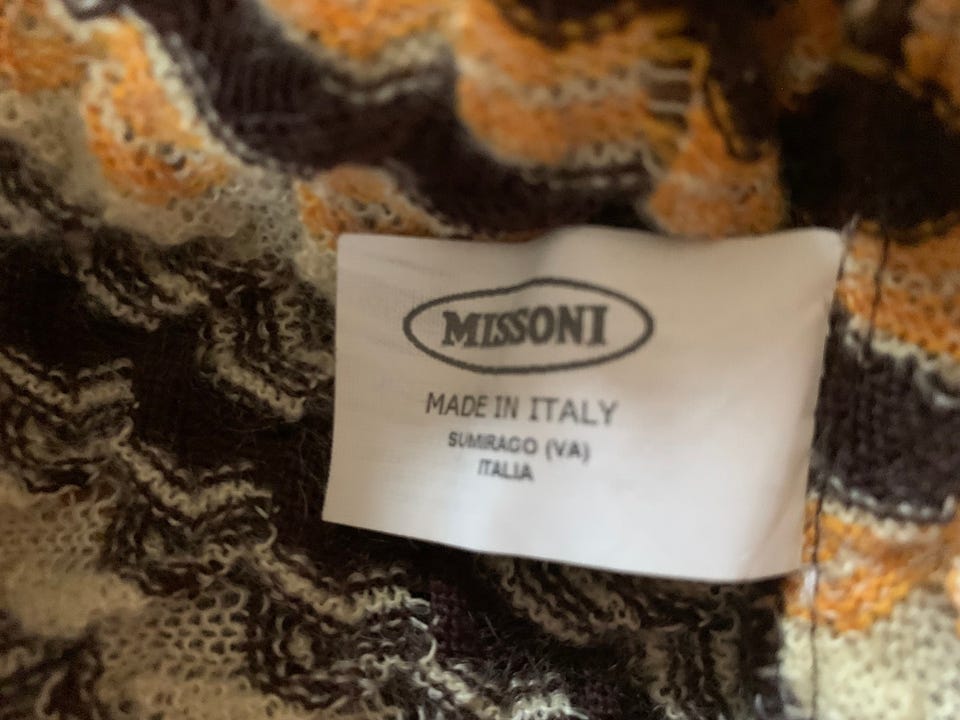 MISSONI
MADE IN ITALY
SUMIRAGO (VA)
ITALIA